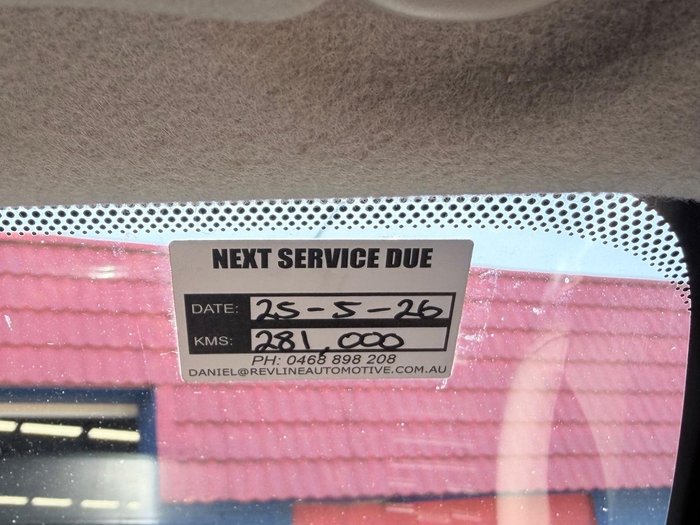 NEXT SERVICE DUE
DATE: 25-5-26
KMS: 281,000
PH: 0468 898 208
DANIEL@REVLINEAUTOMOTIVE.COM.AU